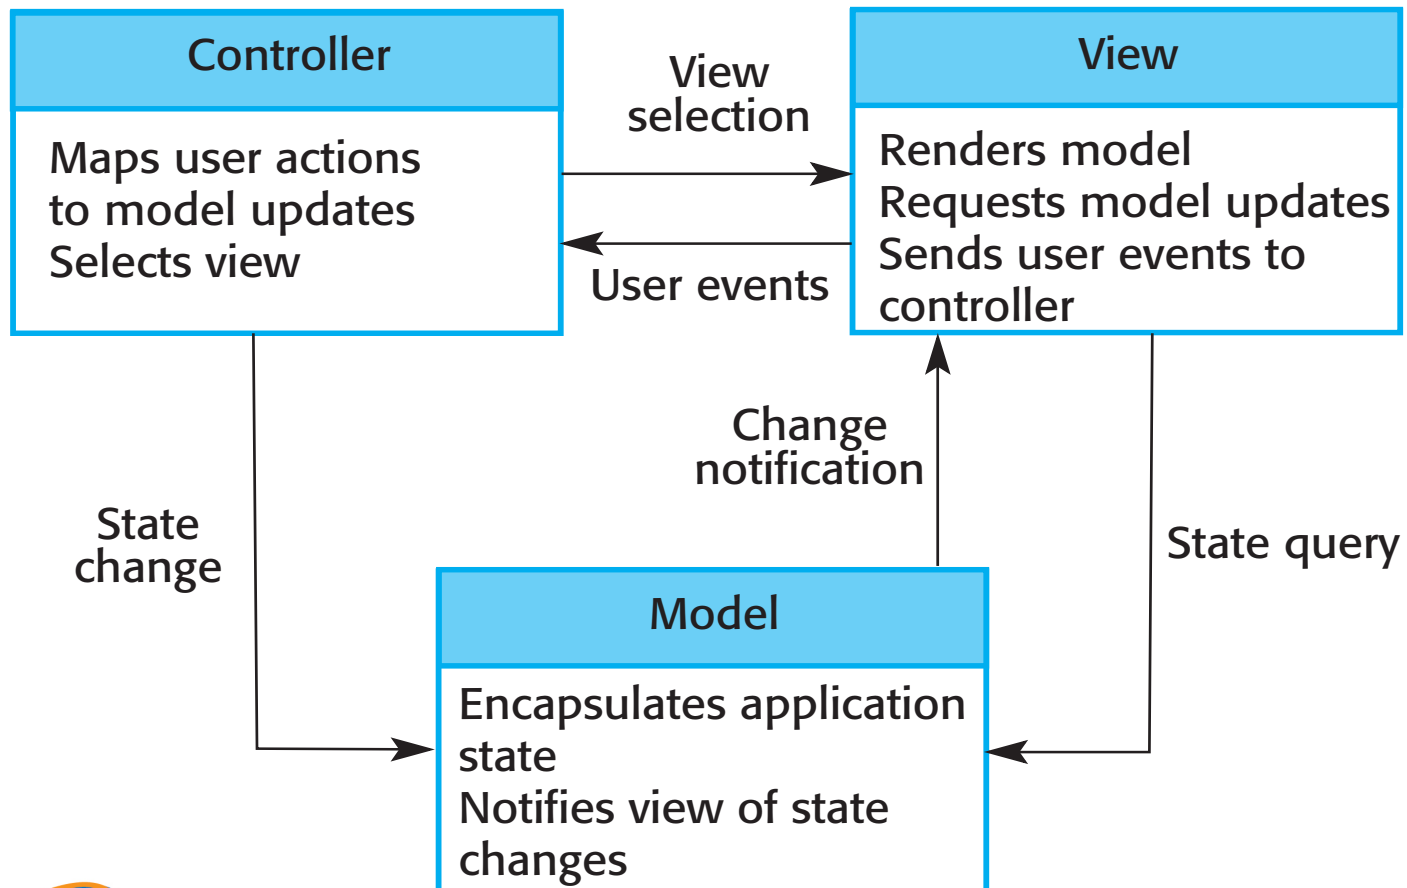 Controller
Maps user actions
to model updates
Selects view
View
selection
User events
View
Renders model
Requests model updates
Sends user events to
controller
State
change
Change
notification
State query
Model
Encapsulates application
state
Notifies view of state
changes